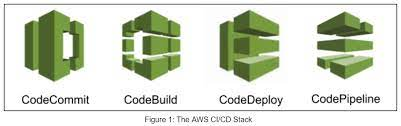 CodeCommit CodeBuild CodeDeploy CodePipeline
Figure 1: The AWS CI/CD Stack